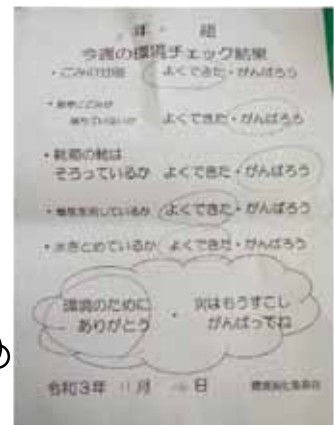 年 組
今週の環境チェック結果
・ごみの分別 よくできた・がんばろう
・ ごみが
落ちていないか よくできた・がんばろう
・靴箱の靴は
そろっているか よくできた・がんばろう
・電気を消しているか よくできた・がんばろう
・水をとめているか よくできた・がんばろう
環境のために ・ 次はもうすこし
ありがとう がんばってね
令和3年 11月 日